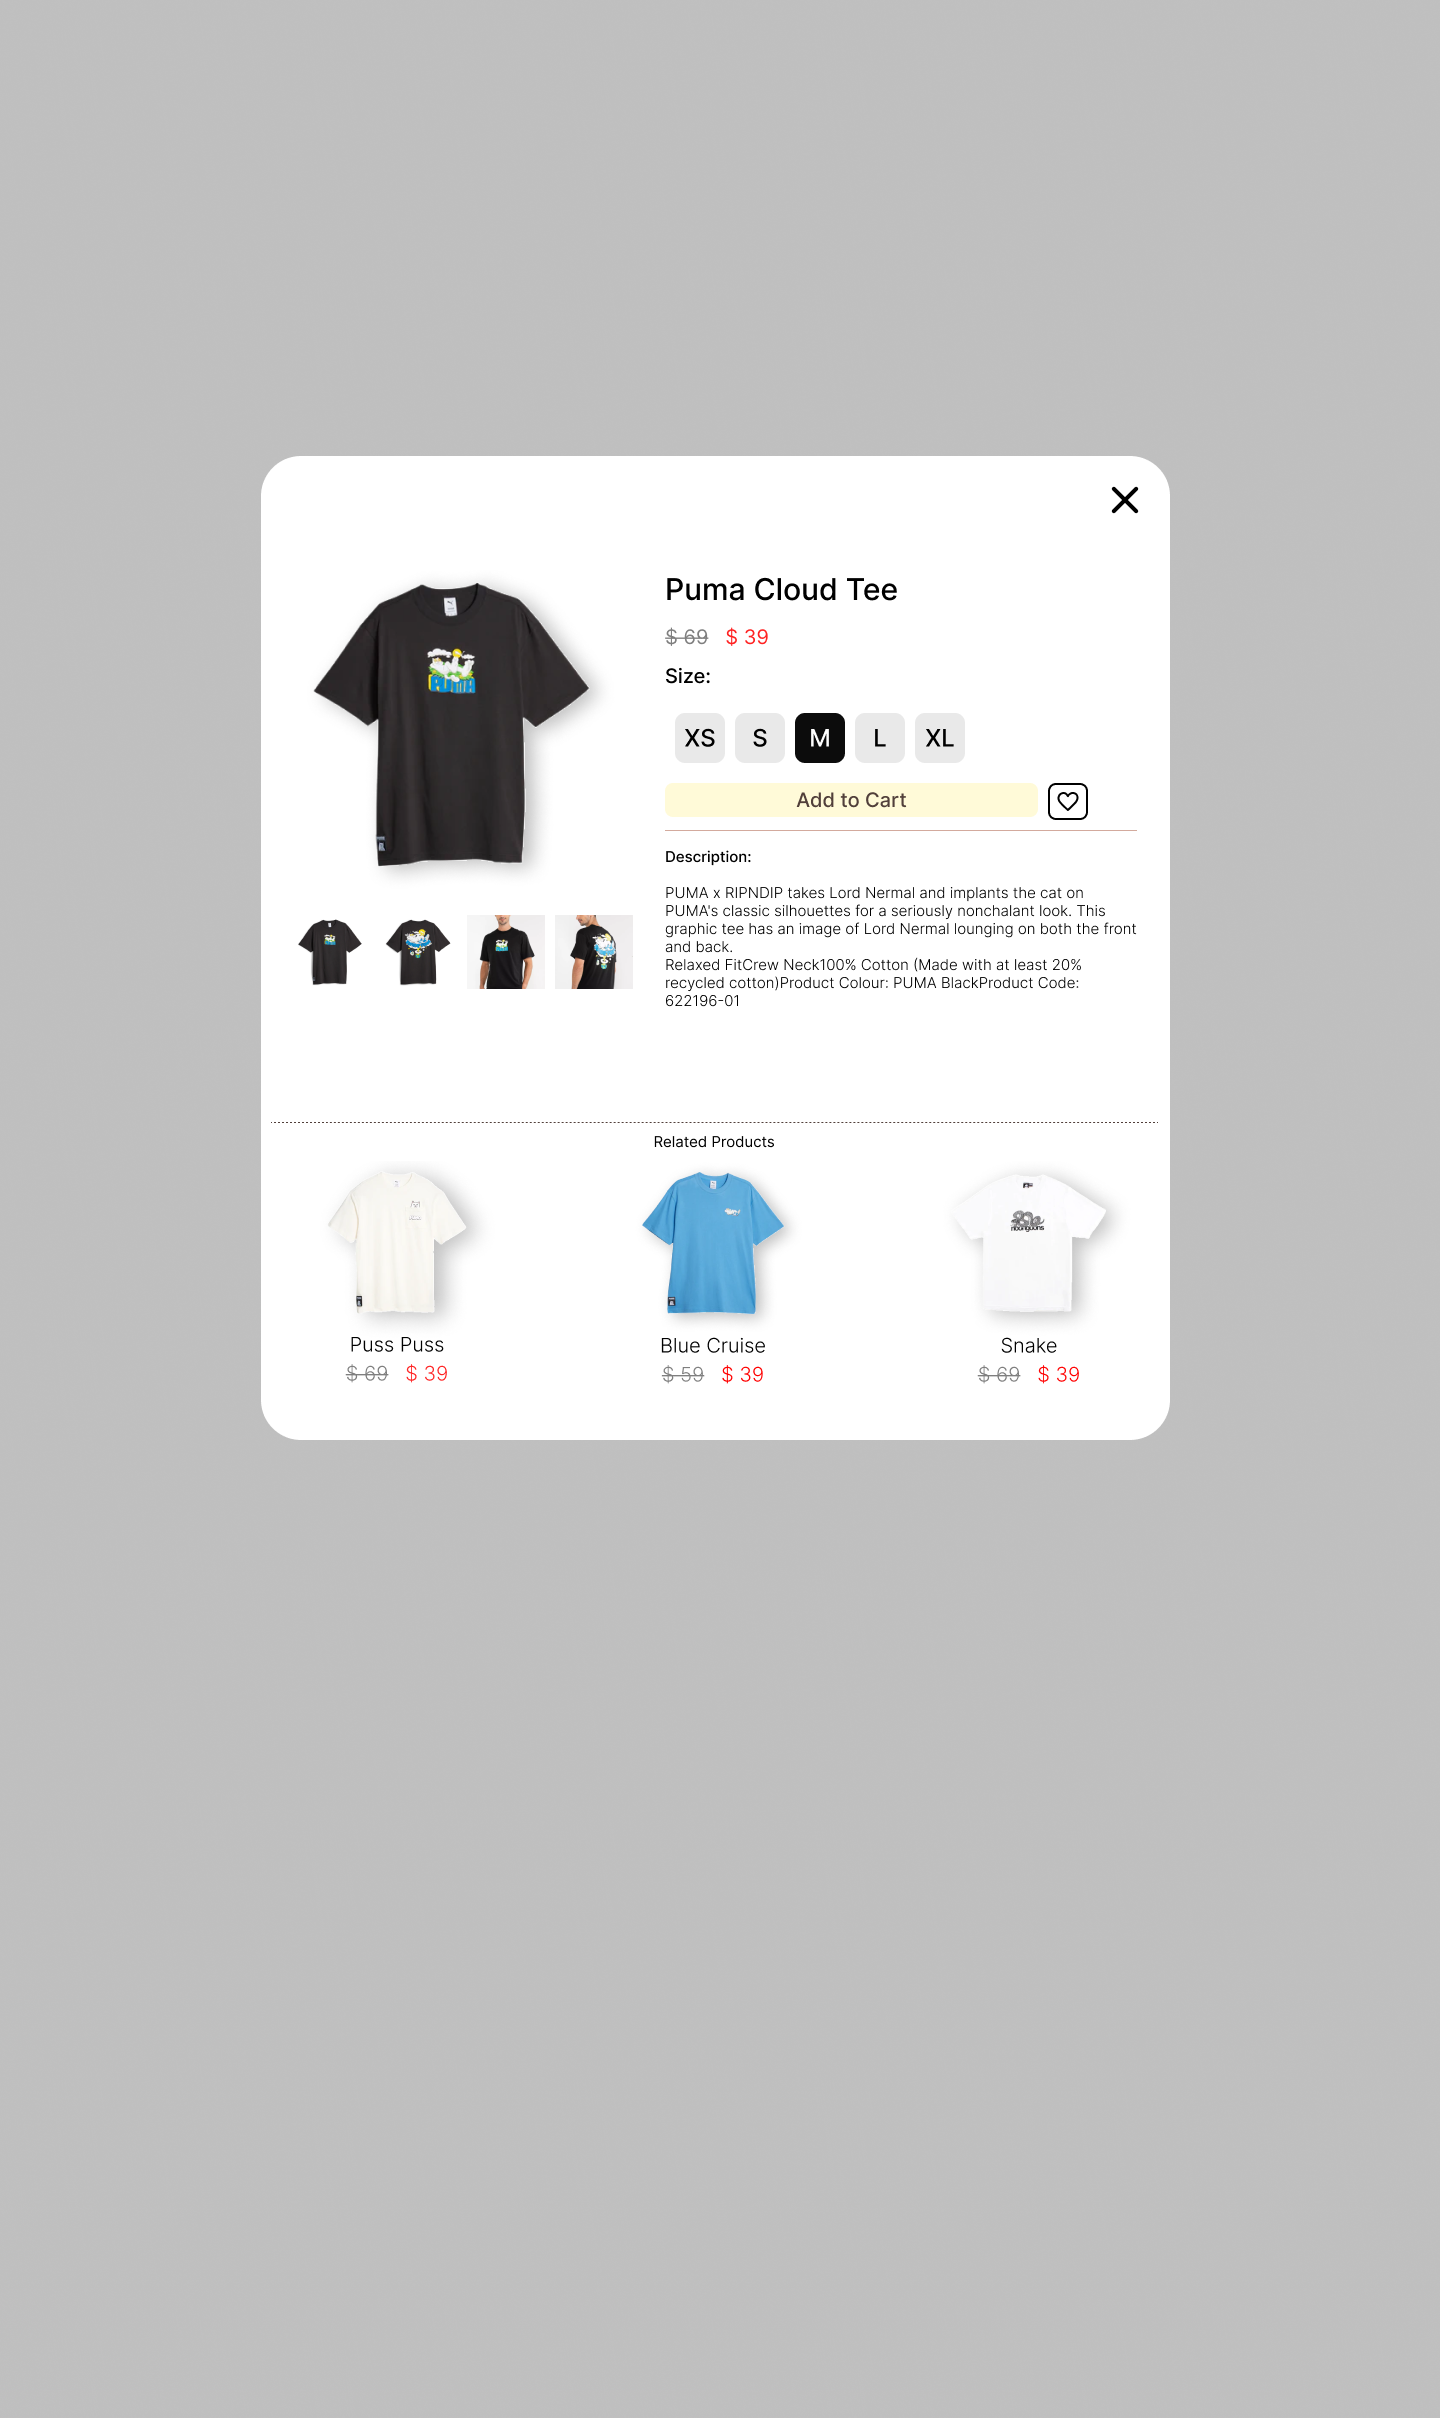 Puma Cloud Tee
$ 69 $ 39
Size:
XS S M L XL
Add to Cart
Description:
PUMA x RIPNDIP takes Lord Nermal and implants the cat on
PUMA's classic silhouettes for a seriously nonchalant look. This
graphic tee has an image of Lord Nermal lounging on both the front
and back.
Relaxed FitCrew Neck100% Cotton (Made with at least 20%
recycled cotton)Product Colour: PUMA BlackProduct Code:
622196-01
PUMA
Related Products
Puss Puss
$ 69 $ 39
Blue Cruise
$ 59 $ 39
Snake
$ 69 $ 39